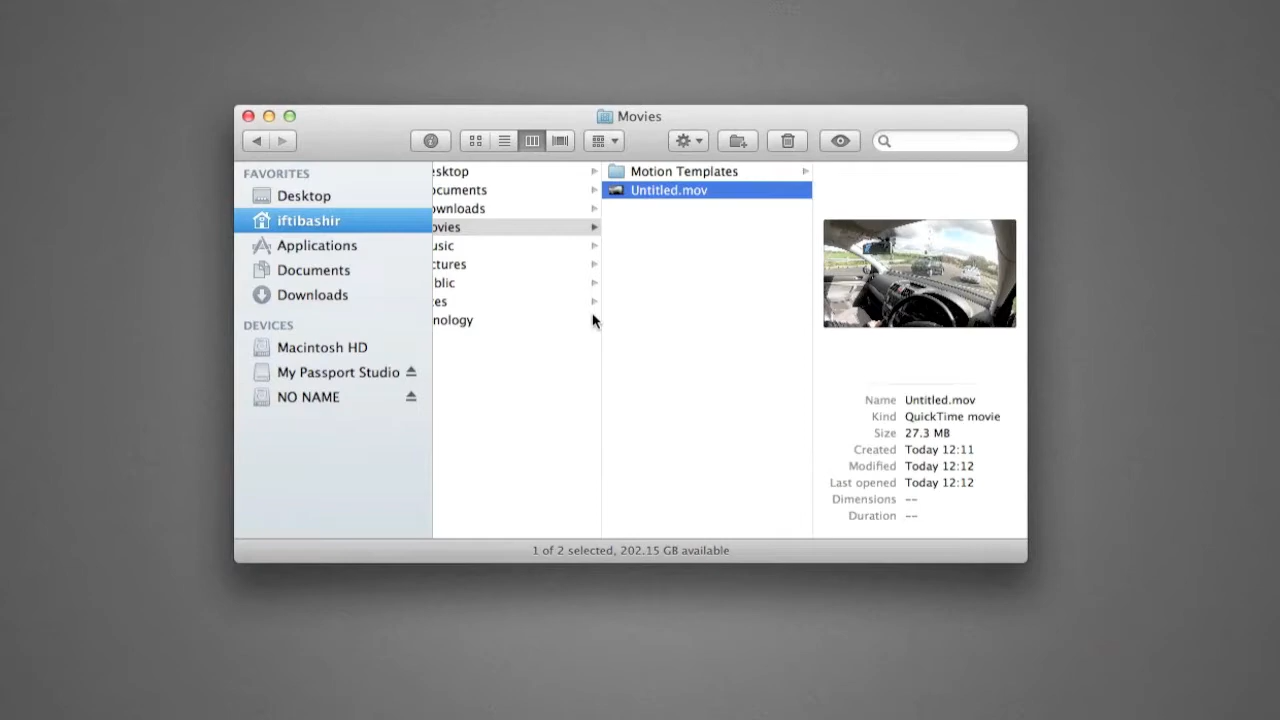 Movies
FAVORITES
Desktop
iftibashir
Applications
Documents
Downloads
DEVICES
Macintosh HD
My Passport Studio
NO NAME
esktop
ocuments
ownloads
ovies
usic
ctures
blic
es
nology
Motion Templates
Untitled.mov
Name Untitled.mov
Kind QuickTime movie
Size 27.3 MB
Created Today 12:11
Modified Today 12:12
Last opened Today 12:12
Dimensions --
Duration --
1 of 2 selected, 202.15 GB available